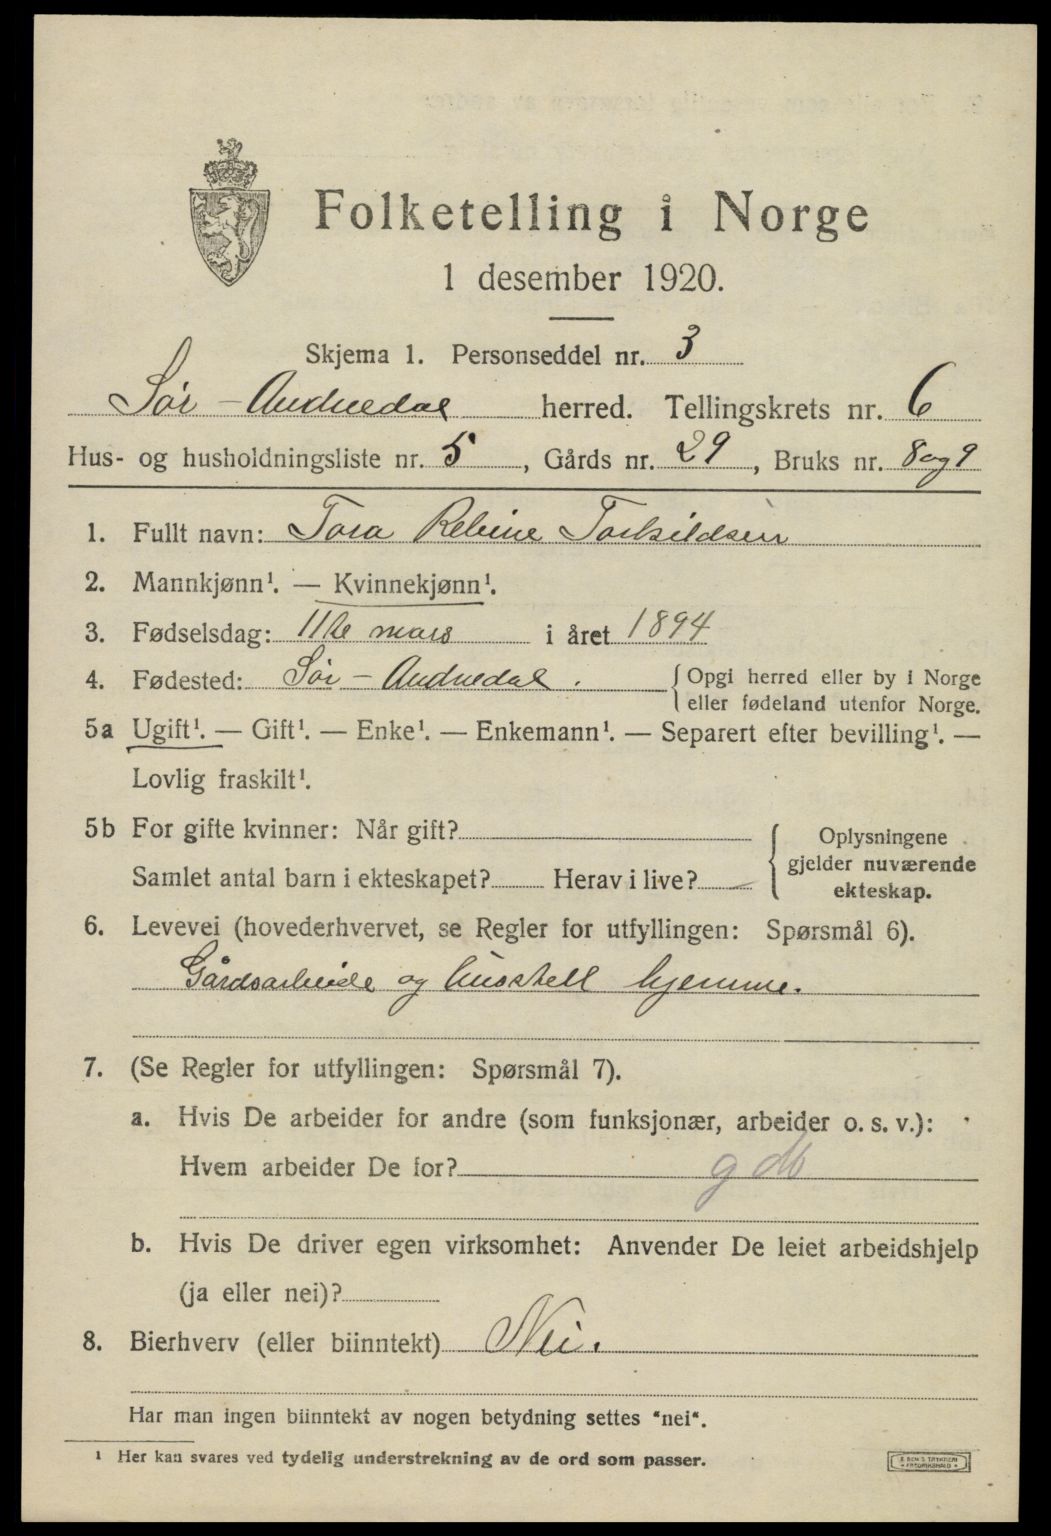 Folketelling i Norge
1 desember 1920.
Skjema 1. Personseddel nr. 3
Sør-Audnedal herred. Tellingskrets nr. 6
Hus- og husholdningsliste nr. 5, Gårds nr. 29, Bruks nr. 8 og 9
1. Fullt navn: Tora Torkildsen
2. Mannkjønn¹. — Kvinnekjønn¹.
3. Fødselsdag: 11te mars i året 1894
4. Fødested: Sør-Audnedal. { Opgi herred eller by i Norge
eller fødeland utenfor Norge.
5a Ugift¹. — Gift¹. — Enke¹. — Enkemann¹. — Separert efter bevilling¹. —
Lovlig fraskilt¹.
5b For gifte kvinner: Når gift?
Samlet antal barn i ekteskapet? Herav i live? —
{ Oplysningene
gjelder nuværende
ekteskap.
6. Levevei (hovederhvervet, se Regler for utfyllingen: Spørsmål 6).
Gårdsarbeide og husstell hjemme.
7. (Se Regler for utfyllingen: Spørsmål 7).
a. Hvis De arbeider for andre (som funksjonær, arbeider o. s. v.):
Hvem arbeider De for?
b. Hvis De driver egen virksomhet: Anvender De leiet arbeidshjelp
(ja eller nei)?
8. Bierhverv (eller biinntekt) Nei.
Har man ingen biinntekt av nogen betydning settes "nei".
¹ Her kan svares ved tydelig understrekning av de ord som passer.